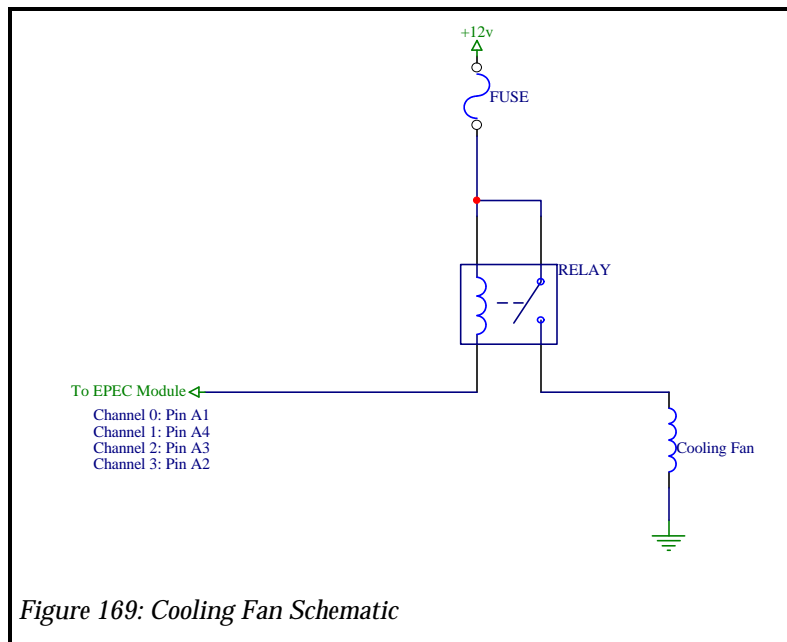 +12v
FUSE
RELAY
To EPEC Module
Channel 0: Pin A1
Channel 1: Pin A4
Channel 2: Pin A3
Channel 3: Pin A2
Cooling Fan
Figure 169: Cooling Fan Schematic